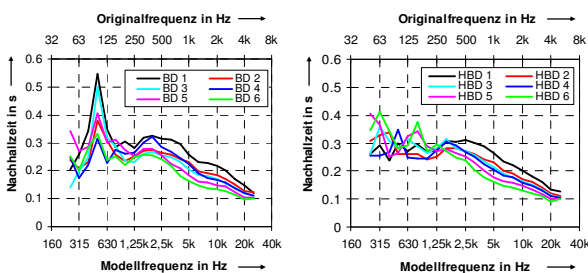 Originalfrequenz in Hz
32 63 125 250 500 1k 2k 4k 8k
Nachhallzeit in s
0.6
0.5
0.4
0.3
0.2
0.1
0
BD 1 BD 2
BD 3 BD 4
BD 5 BD 6
160 315 630 1,25k 2,5k 5k 10k 20k 40k
Modellfrequenz in Hz
Originalfrequenz in Hz
32 63 125 250 500 1k 2k 4k 8k
Nachhallzeit in s
0.6
0.5
0.4
0.3
0.2
0.1
0
HBD 1 HBD 2
HBD 3 HBD 4
HBD 5 HBD 6
160 315 630 1,25k 2,5k 5k 10k 20k 40k
Modellfrequenz in Hz